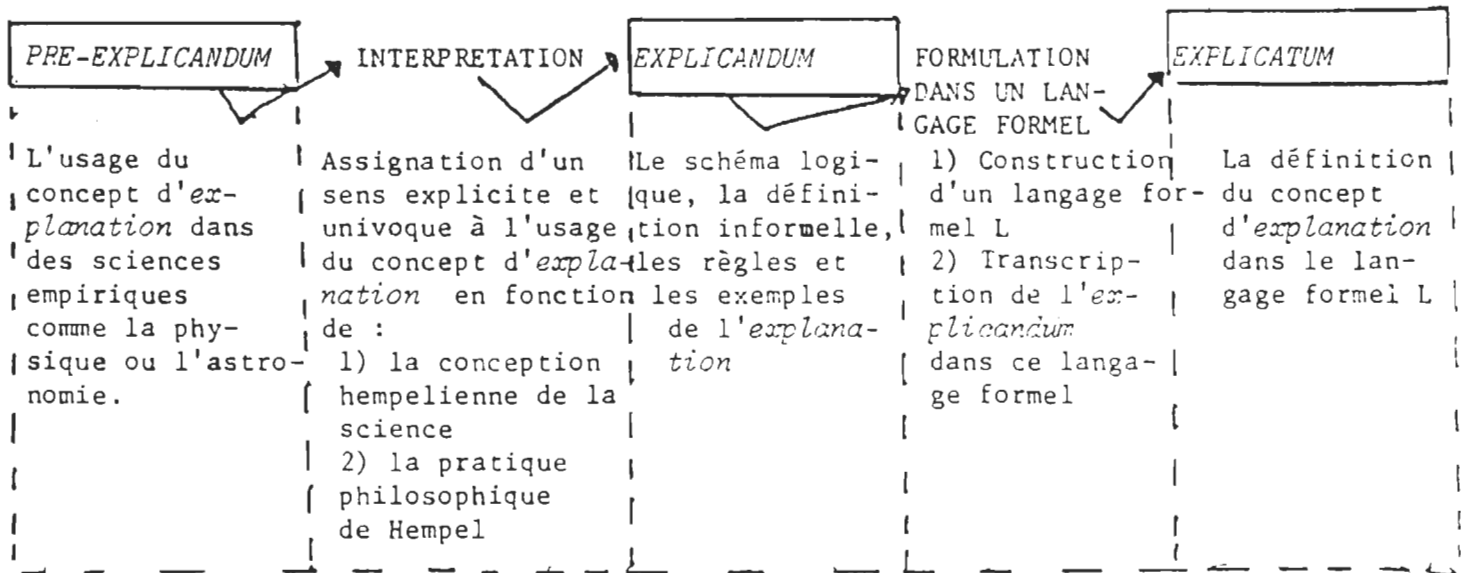 PRE-EXPLICANDUM
L'usage du
concept d'ex-
planation dans
des sciences
empiriques
comme la phy-
sique ou l'astro-
nomie.
INTERPRETATION
Assignation d'un
sens explicite et
univoque à l'usage
du concept d'expla-
nation en fonction
de :
1) la conception
hempelienne de la
science
2) la pratique
philosophique
de Hempel
EXPLICANDUM
Le schéma logi-
que, la défini-
tion informelle,
les règles et
les exemples
de l'explana-
tion
FORMULATION
DANS UN LAN-
GAGE FORMEL
1) Construction
d'un langage for-
mel L
2) Transcrip-
tion de l'ex-
plicandum
dans ce langa-
ge formel
EXPLICATUM
La définition
du concept
d'explanation
dans le lan-
gage formel L